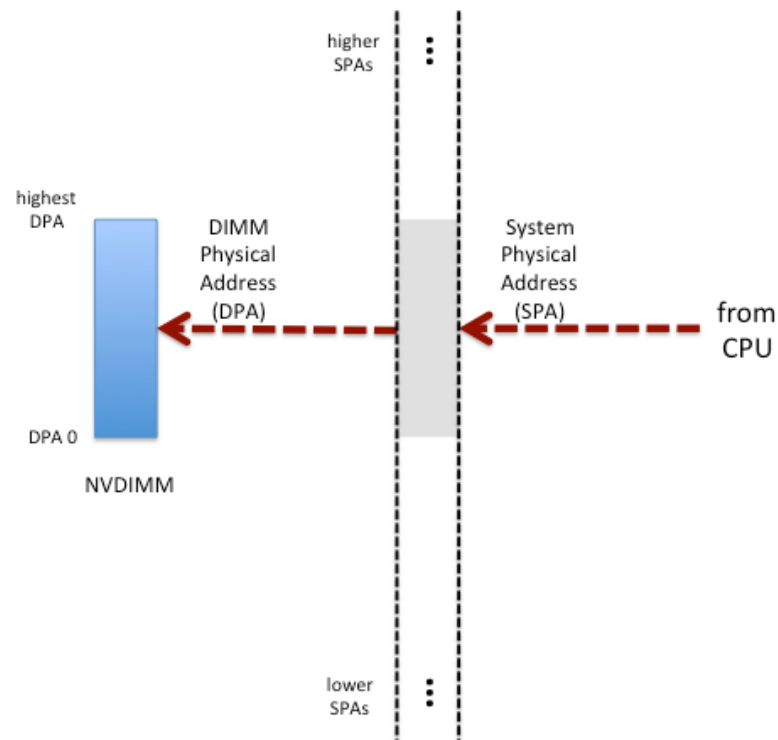 higher
SPAs
highest
DPA
DIMM
Physical
Address
(DPA)
System
Physical
Address
(SPA)
from
CPU
DPA 0
NVDIMM
lower
SPAs